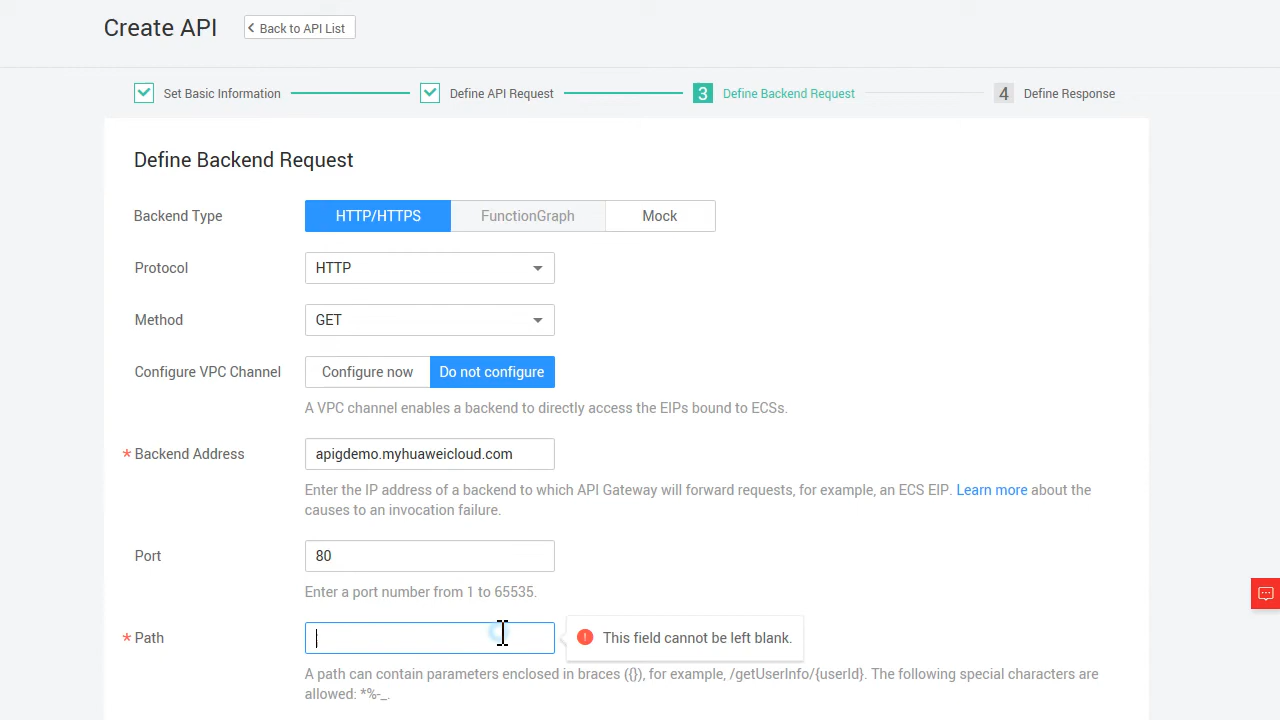 Create API
Back to API List
Set Basic Information
Define API Request
3 Define Backend Request
4 Define Response
Define Backend Request
Backend Type
HTTP/HTTPS
FunctionGraph
Mock
Protocol
HTTP
Method
GET
Configure VPC Channel
Configure now
Do not configure
A VPC channel enables a backend to directly access the EIPs bound to ECSs.
* Backend Address
apigdemo.myhuaweicloud.com
Enter the IP address of a backend to which API Gateway will forward requests, for example, an ECS EIP. Learn more about the
causes to an invocation failure.
Port
80
Enter a port number from 1 to 65535.
* Path
This field cannot be left blank.
A path can contain parameters enclosed in braces ({}), for example, /getUserInfo/{userId}. The following special characters are
allowed: *%-_.